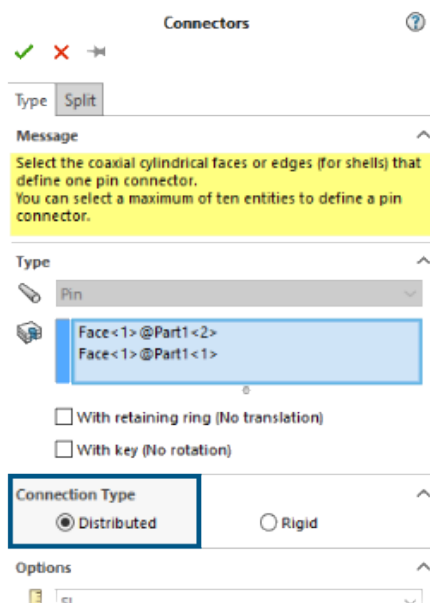 Connectors
Type Split
Message
Select the coaxial cylindrical faces or edges (for shells) that
define one pin connector.
You can select a maximum of ten entities to define a pin
connector.
Type
Pin
Face<1>@Part1<2>
Face<1>@Part1<1>
With retaining ring (No translation)
With key (No rotation)
Connection Type
Distributed Rigid
Options
SI